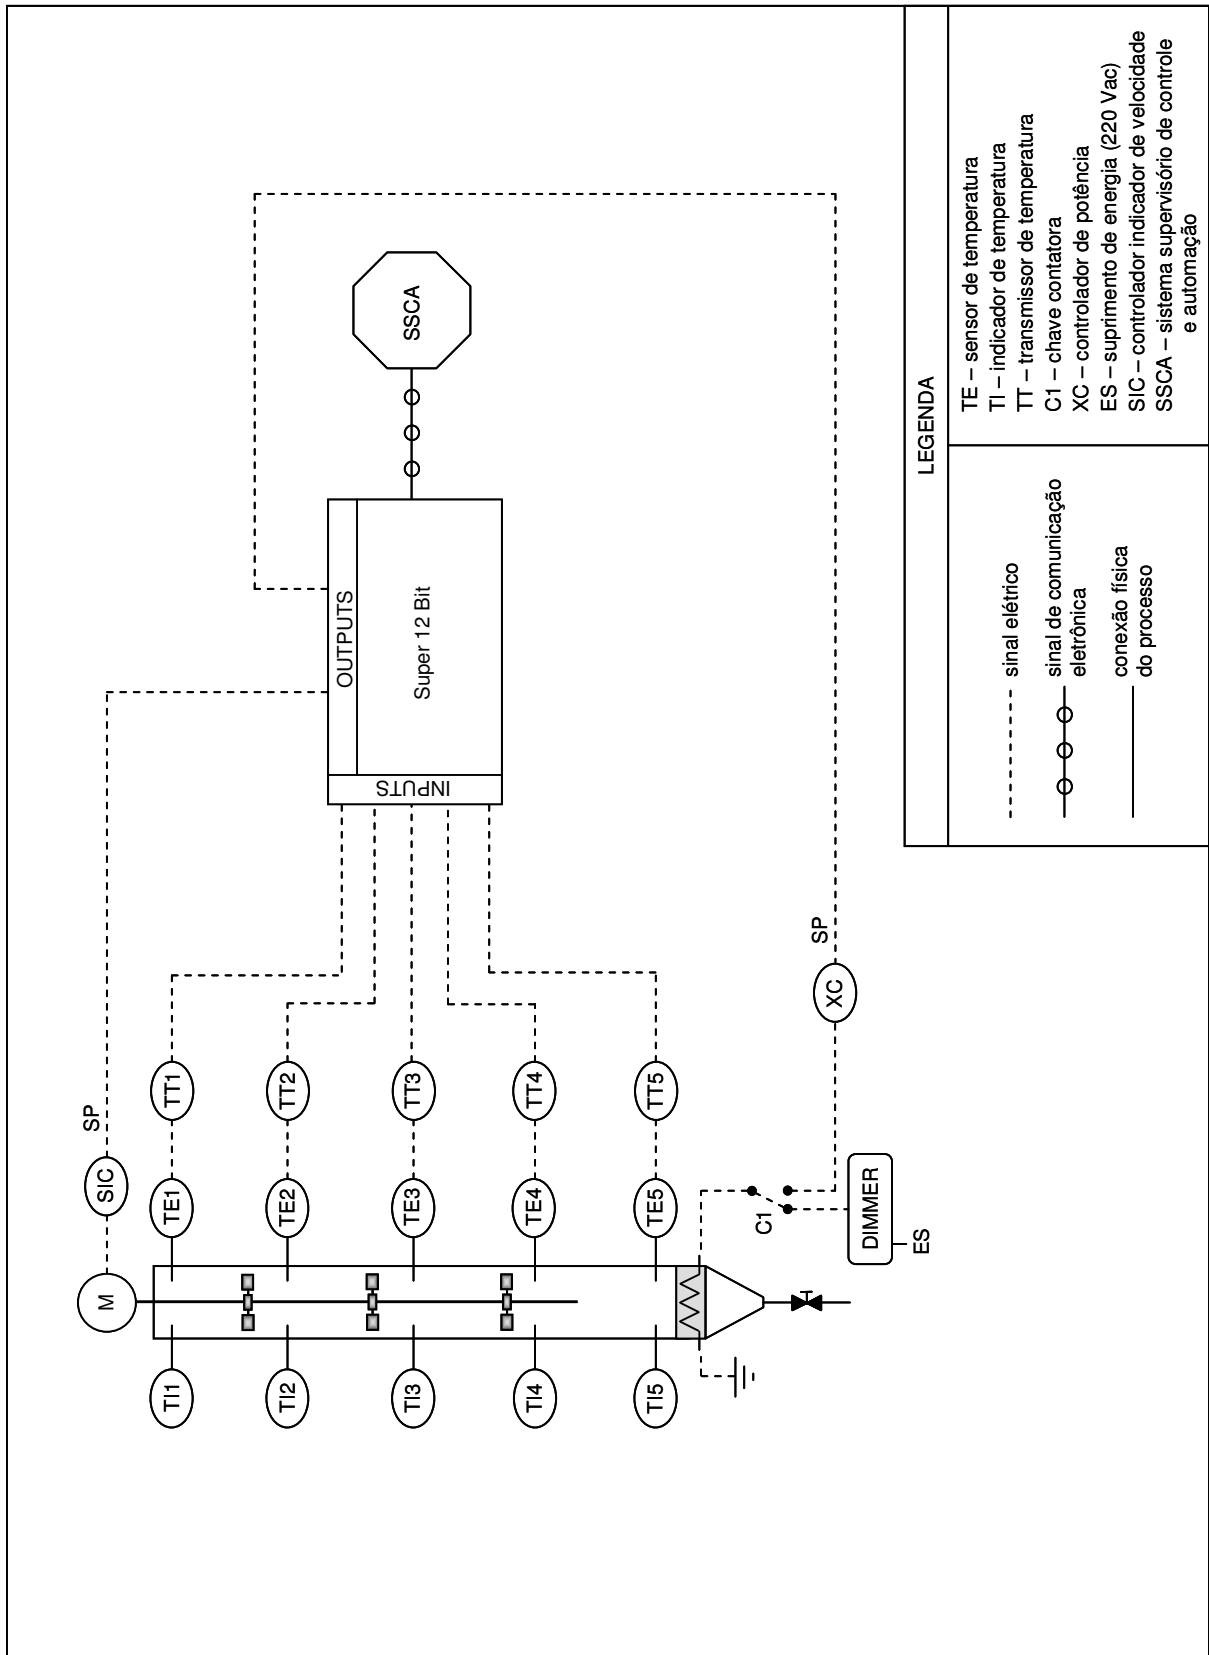 M
SIC
SP
TI1
TE1
TT1
TI2
TE2
TT2
TI3
TE3
TT3
TI4
TE4
TT4
TI5
TE5
TT5
INPUTS
OUTPUTS
Super 12 Bit
SSCA
C1
DIMMER
ES
XC
SP
LEGENDA
sinal elétrico
sinal de comunicação
eletrônica
conexão física
do processo
TE – sensor de temperatura
TI – indicador de temperatura
TT – transmissor de temperatura
C1 – chave contatora
XC – controlador de potência
ES – suprimento de energia (220 Vac)
SIC – controlador indicador de velocidade
SSCA – sistema supervisório de controle
e automação